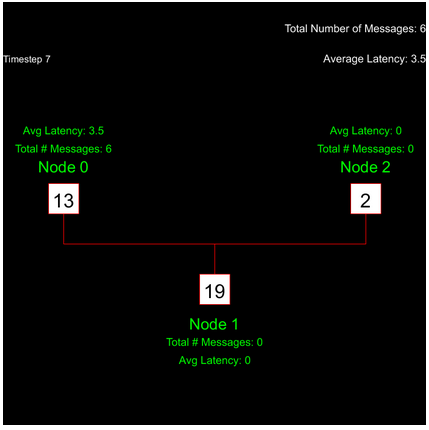 Total Number of Messages: 6
Timestep 7
Average Latency: 3.5
Avg Latency: 3.5
Total # Messages: 6
Node 0
13
Avg Latency: 0
Total # Messages: 0
Node 2
2
19
Node 1
Total # Messages: 0
Avg Latency: 0